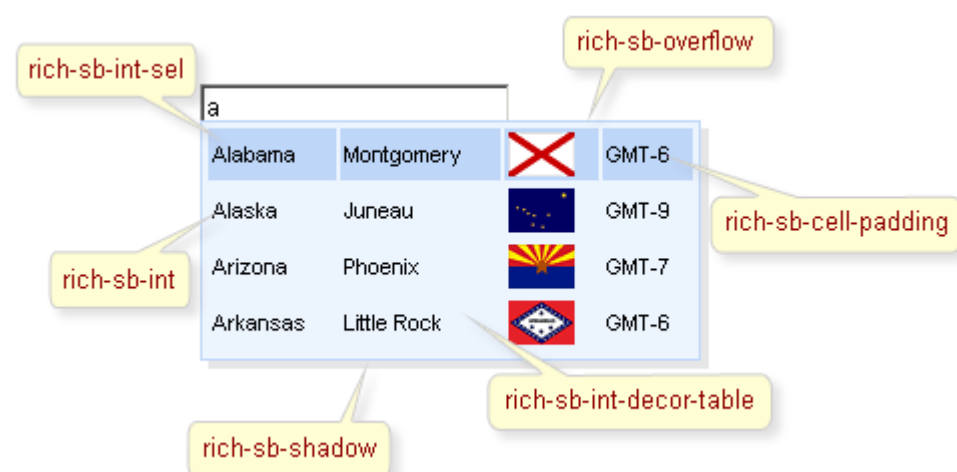 rich-sb-overflow
rich-sb-int-sel
a
Alabama Montgomery GMT-6
Alaska Juneau GMT-9
rich-sb-cell-padding
rich-sb-int
Arizona Phoenix GMT-7
Arkansas Little Rock GMT-6
rich-sb-int-decor-table
rich-sb-shadow